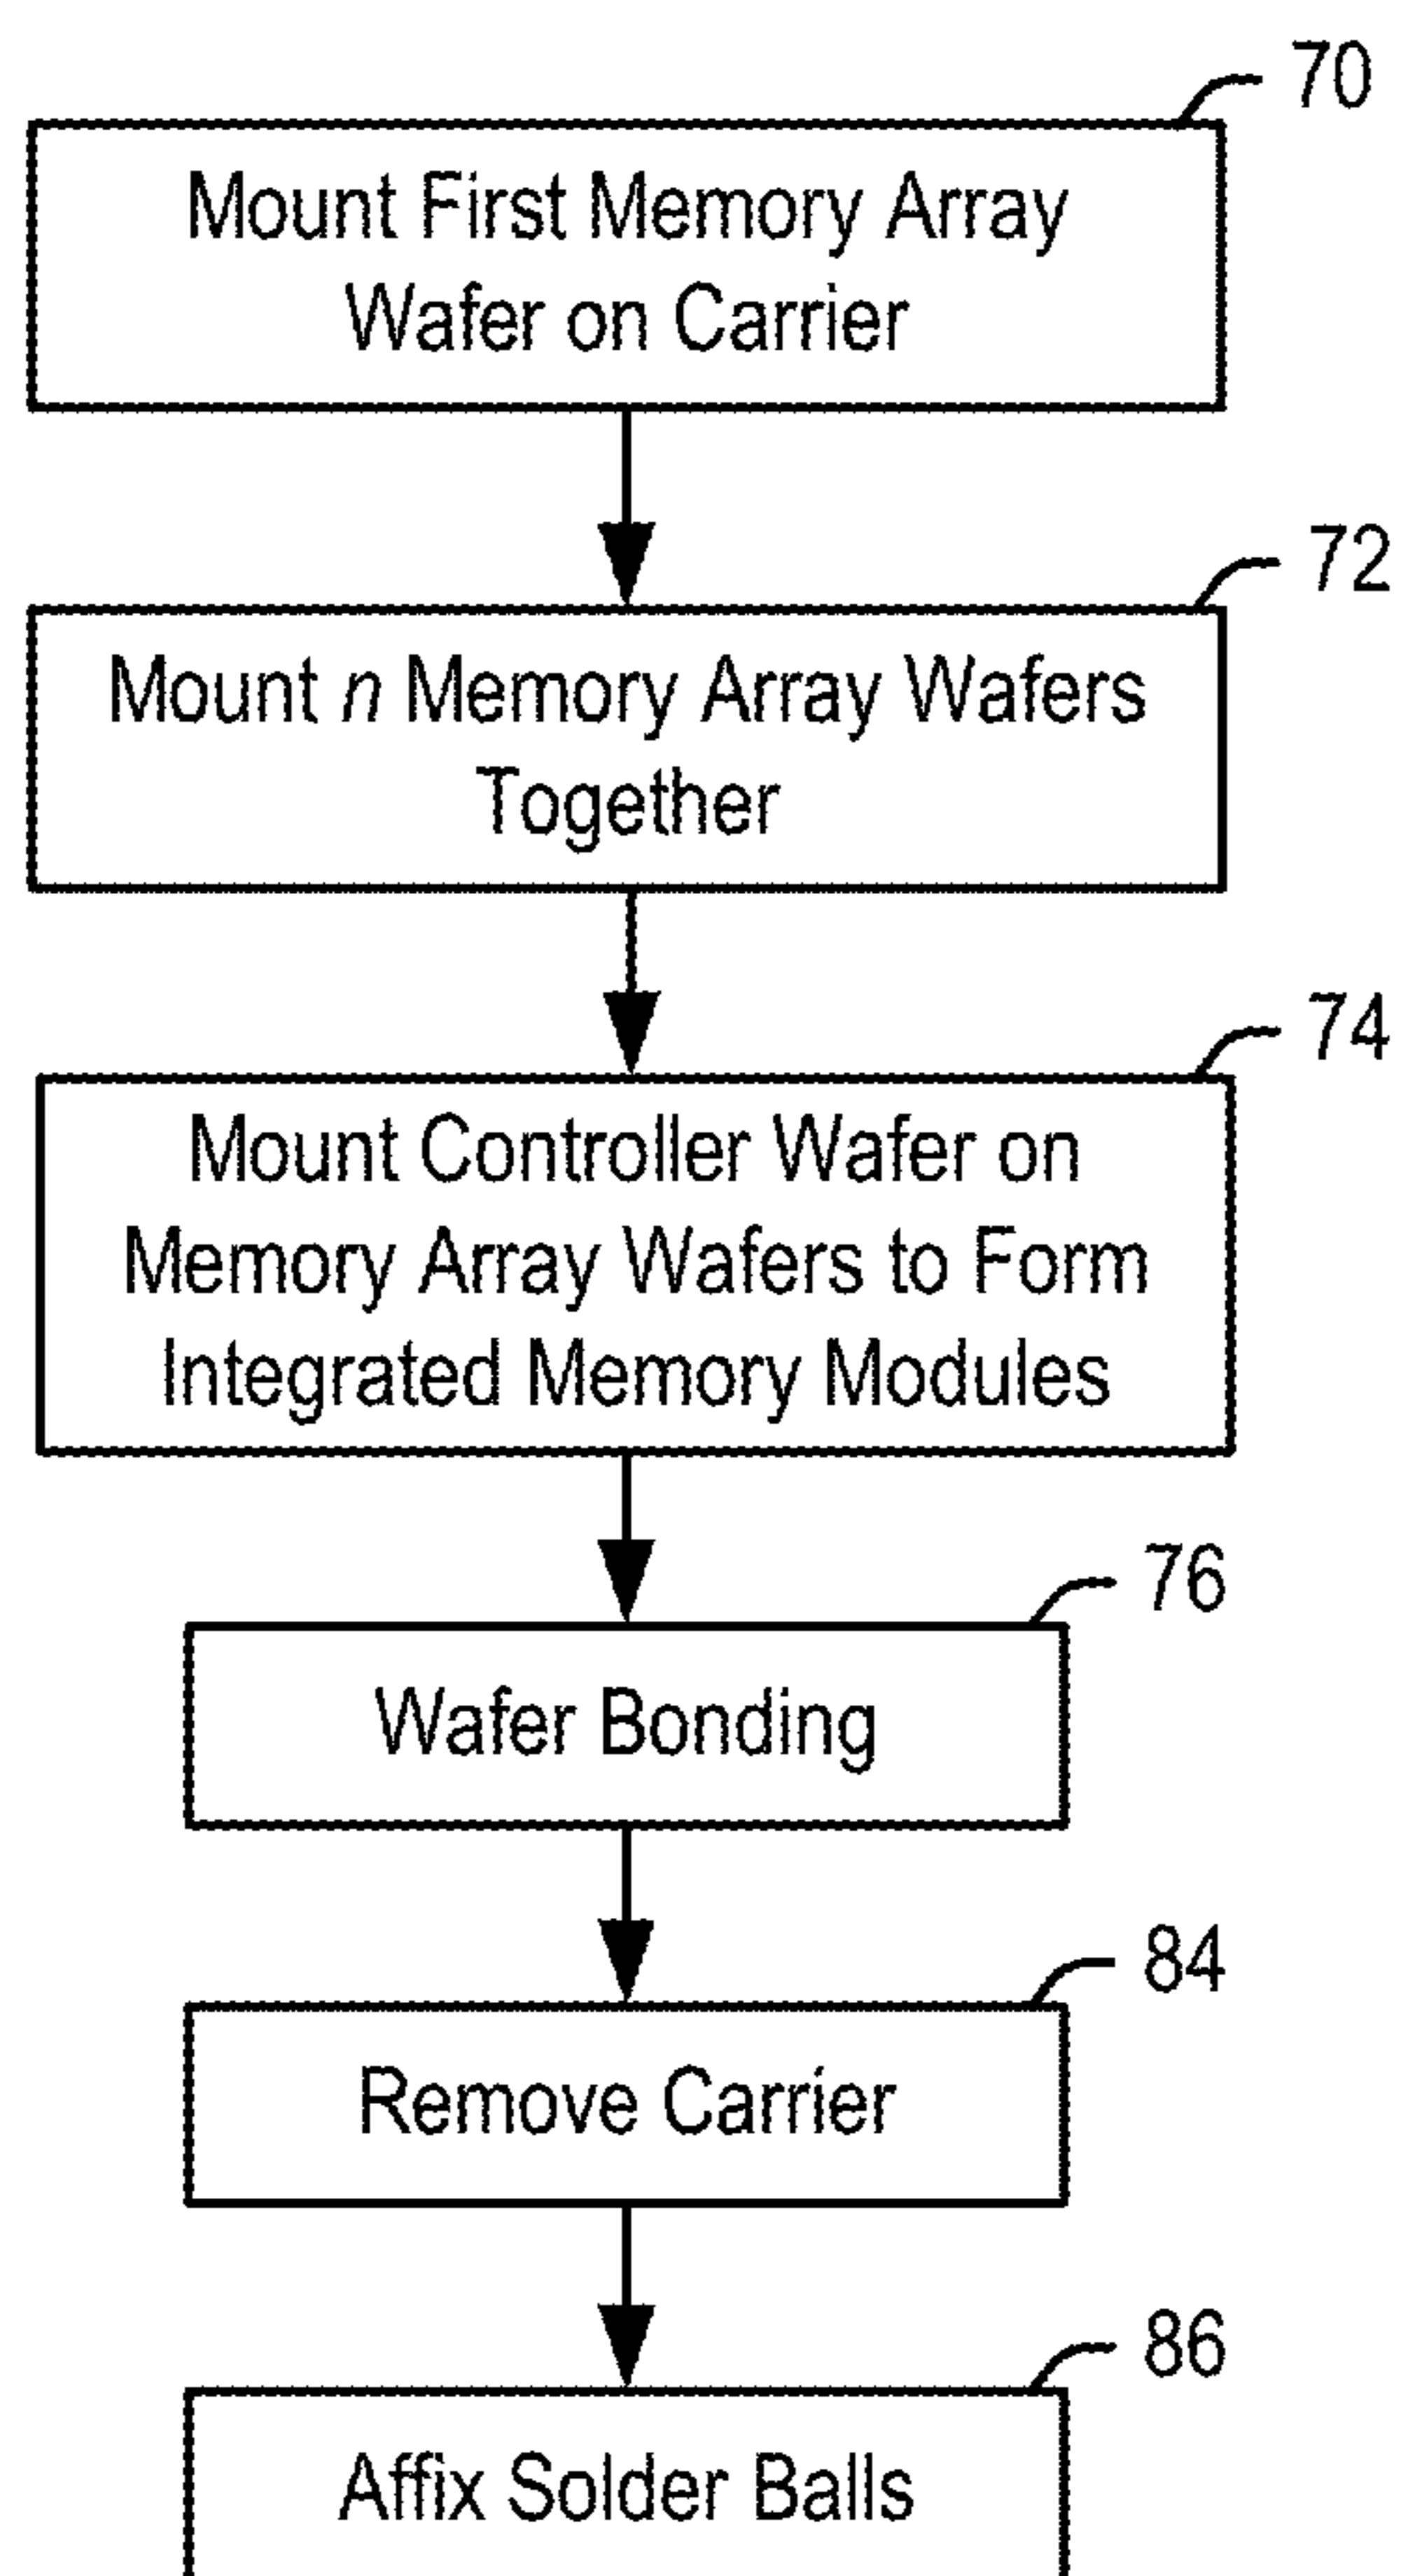 70
Mount First Memory Array
Wafer on Carrier
72
Mount n Memory Array Wafers
Together
74
Mount Controller Wafer on
Memory Array Wafers to Form
Integrated Memory Modules
76
Wafer Bonding
84
Remove Carrier
86
Affix Solder Balls